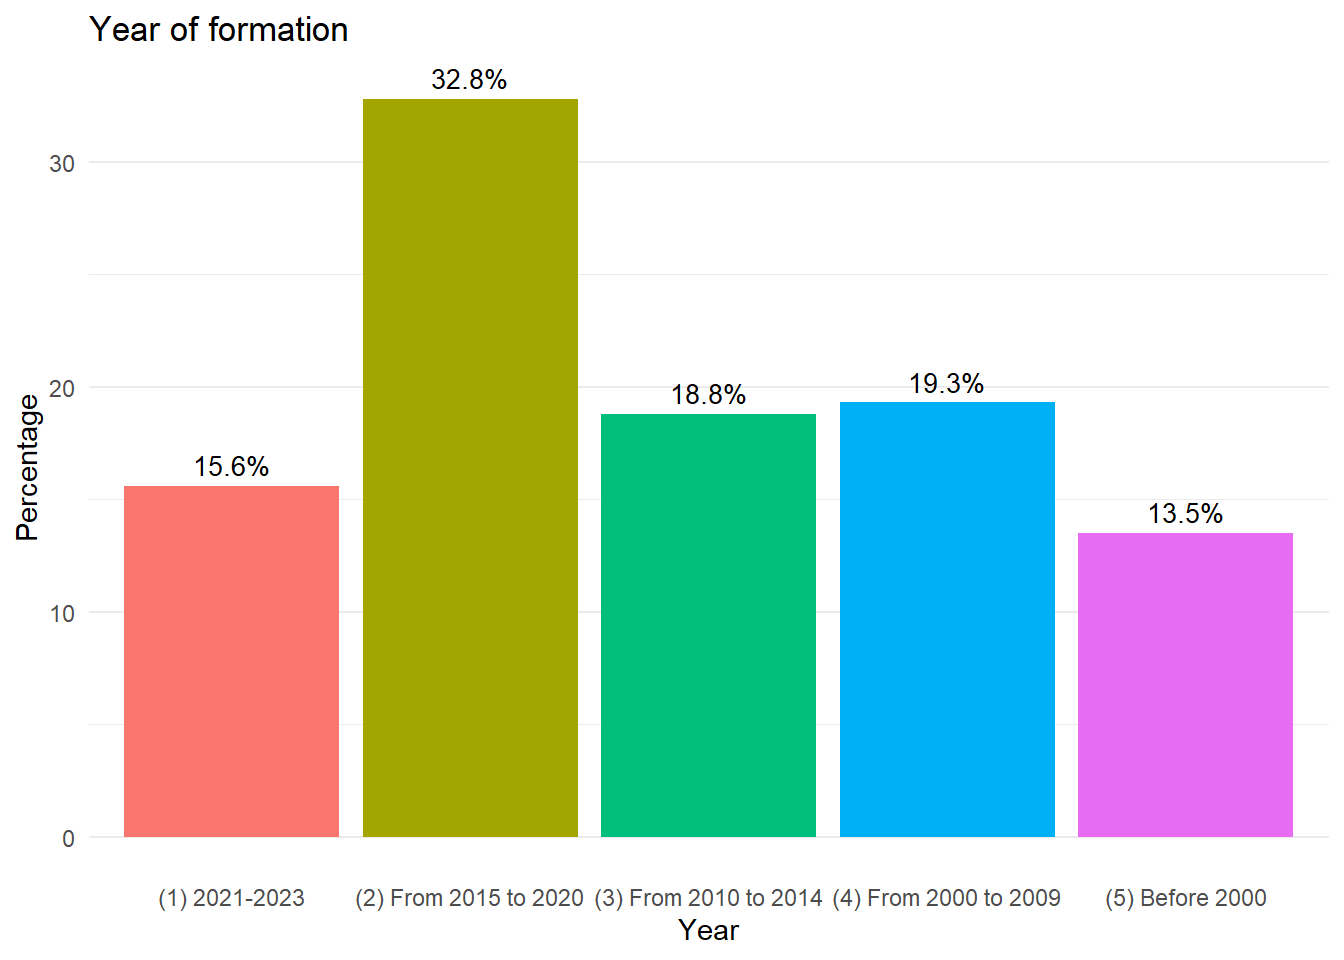 Year of formation
32.8%
30
20
19.3%
18.8%
15.6%
13.5%
10
0
Percentage
(1) 2021-2023
(2) From 2015 to 2020
(3) From 2010 to 2014
(4) From 2000 to 2009
(5) Before 2000
Year